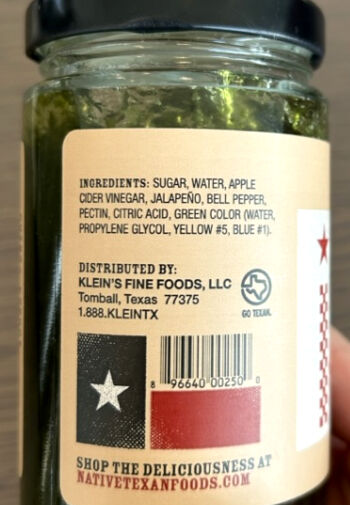 INGREDIENTS: SUGAR, WATER, APPLE
CIDER VINEGAR, JALAPEÑO, BELL PEPPER,
PECTIN, CITRIC ACID, GREEN COLOR (WATER,
PROPYLENE GLYCOL, YELLOW #5, BLUE #1).
DISTRIBUTED BY:
KLEIN'S FINE FOODS, LLC
Tomball, Texas 77375
1.888.KLEINTX
GO TEXAN.
8 96640 00250 0
SHOP THE DELICIOUSNESS AT
NATIVETEXANFOODS.COM